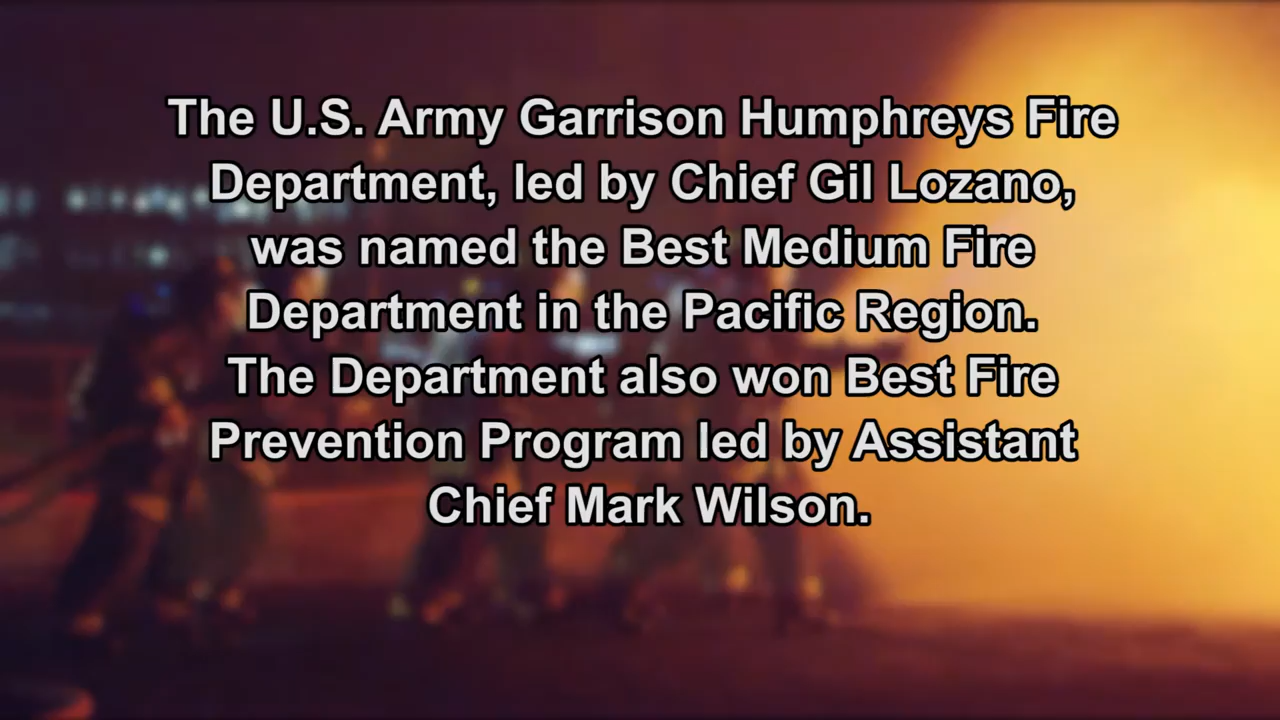 The U.S. Army Garrison Humphreys Fire
Department, led by Chief Gil Lozano,
was named the Best Medium Fire
Department in the Pacific Region.
The Department also won Best Fire
Prevention Program led by Assistant
Chief Mark Wilson.